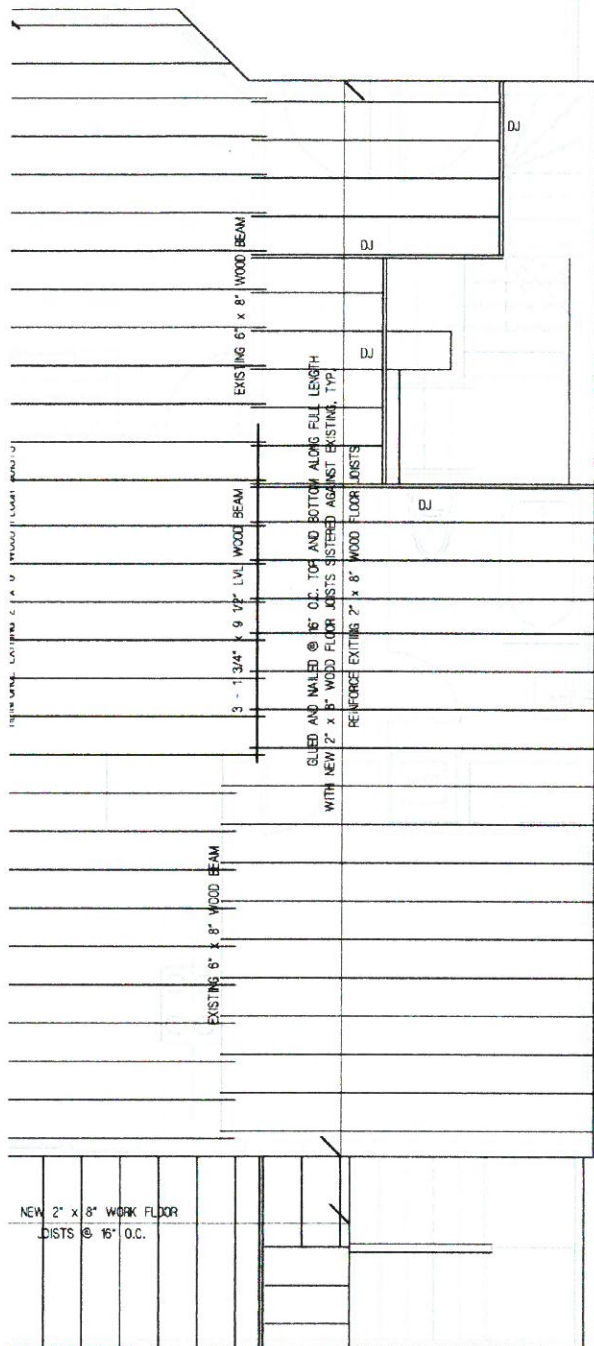 DJ
DJ
EXISTING 6" x 8" WOOD BEAM
DJ
REINFORCE EXITING 2" x 8" WOOD FLOOR JOISTS
WITH NEW 2" x 8" WOOD FLOOR JOISTS SISTERED AGAINST EXISTING, TYP.
GLUED AND NAILED @ 16" O.C. TOP AND BOTTOM ALONG FULL LENGTH
3 - 1 3/4" x 9 1/2" LVL WOOD BEAM
DJ
EXISTING 6" x 8" WOOD BEAM
NEW 2" x 8" WORK FLOOR
JOISTS @ 16" O.C.